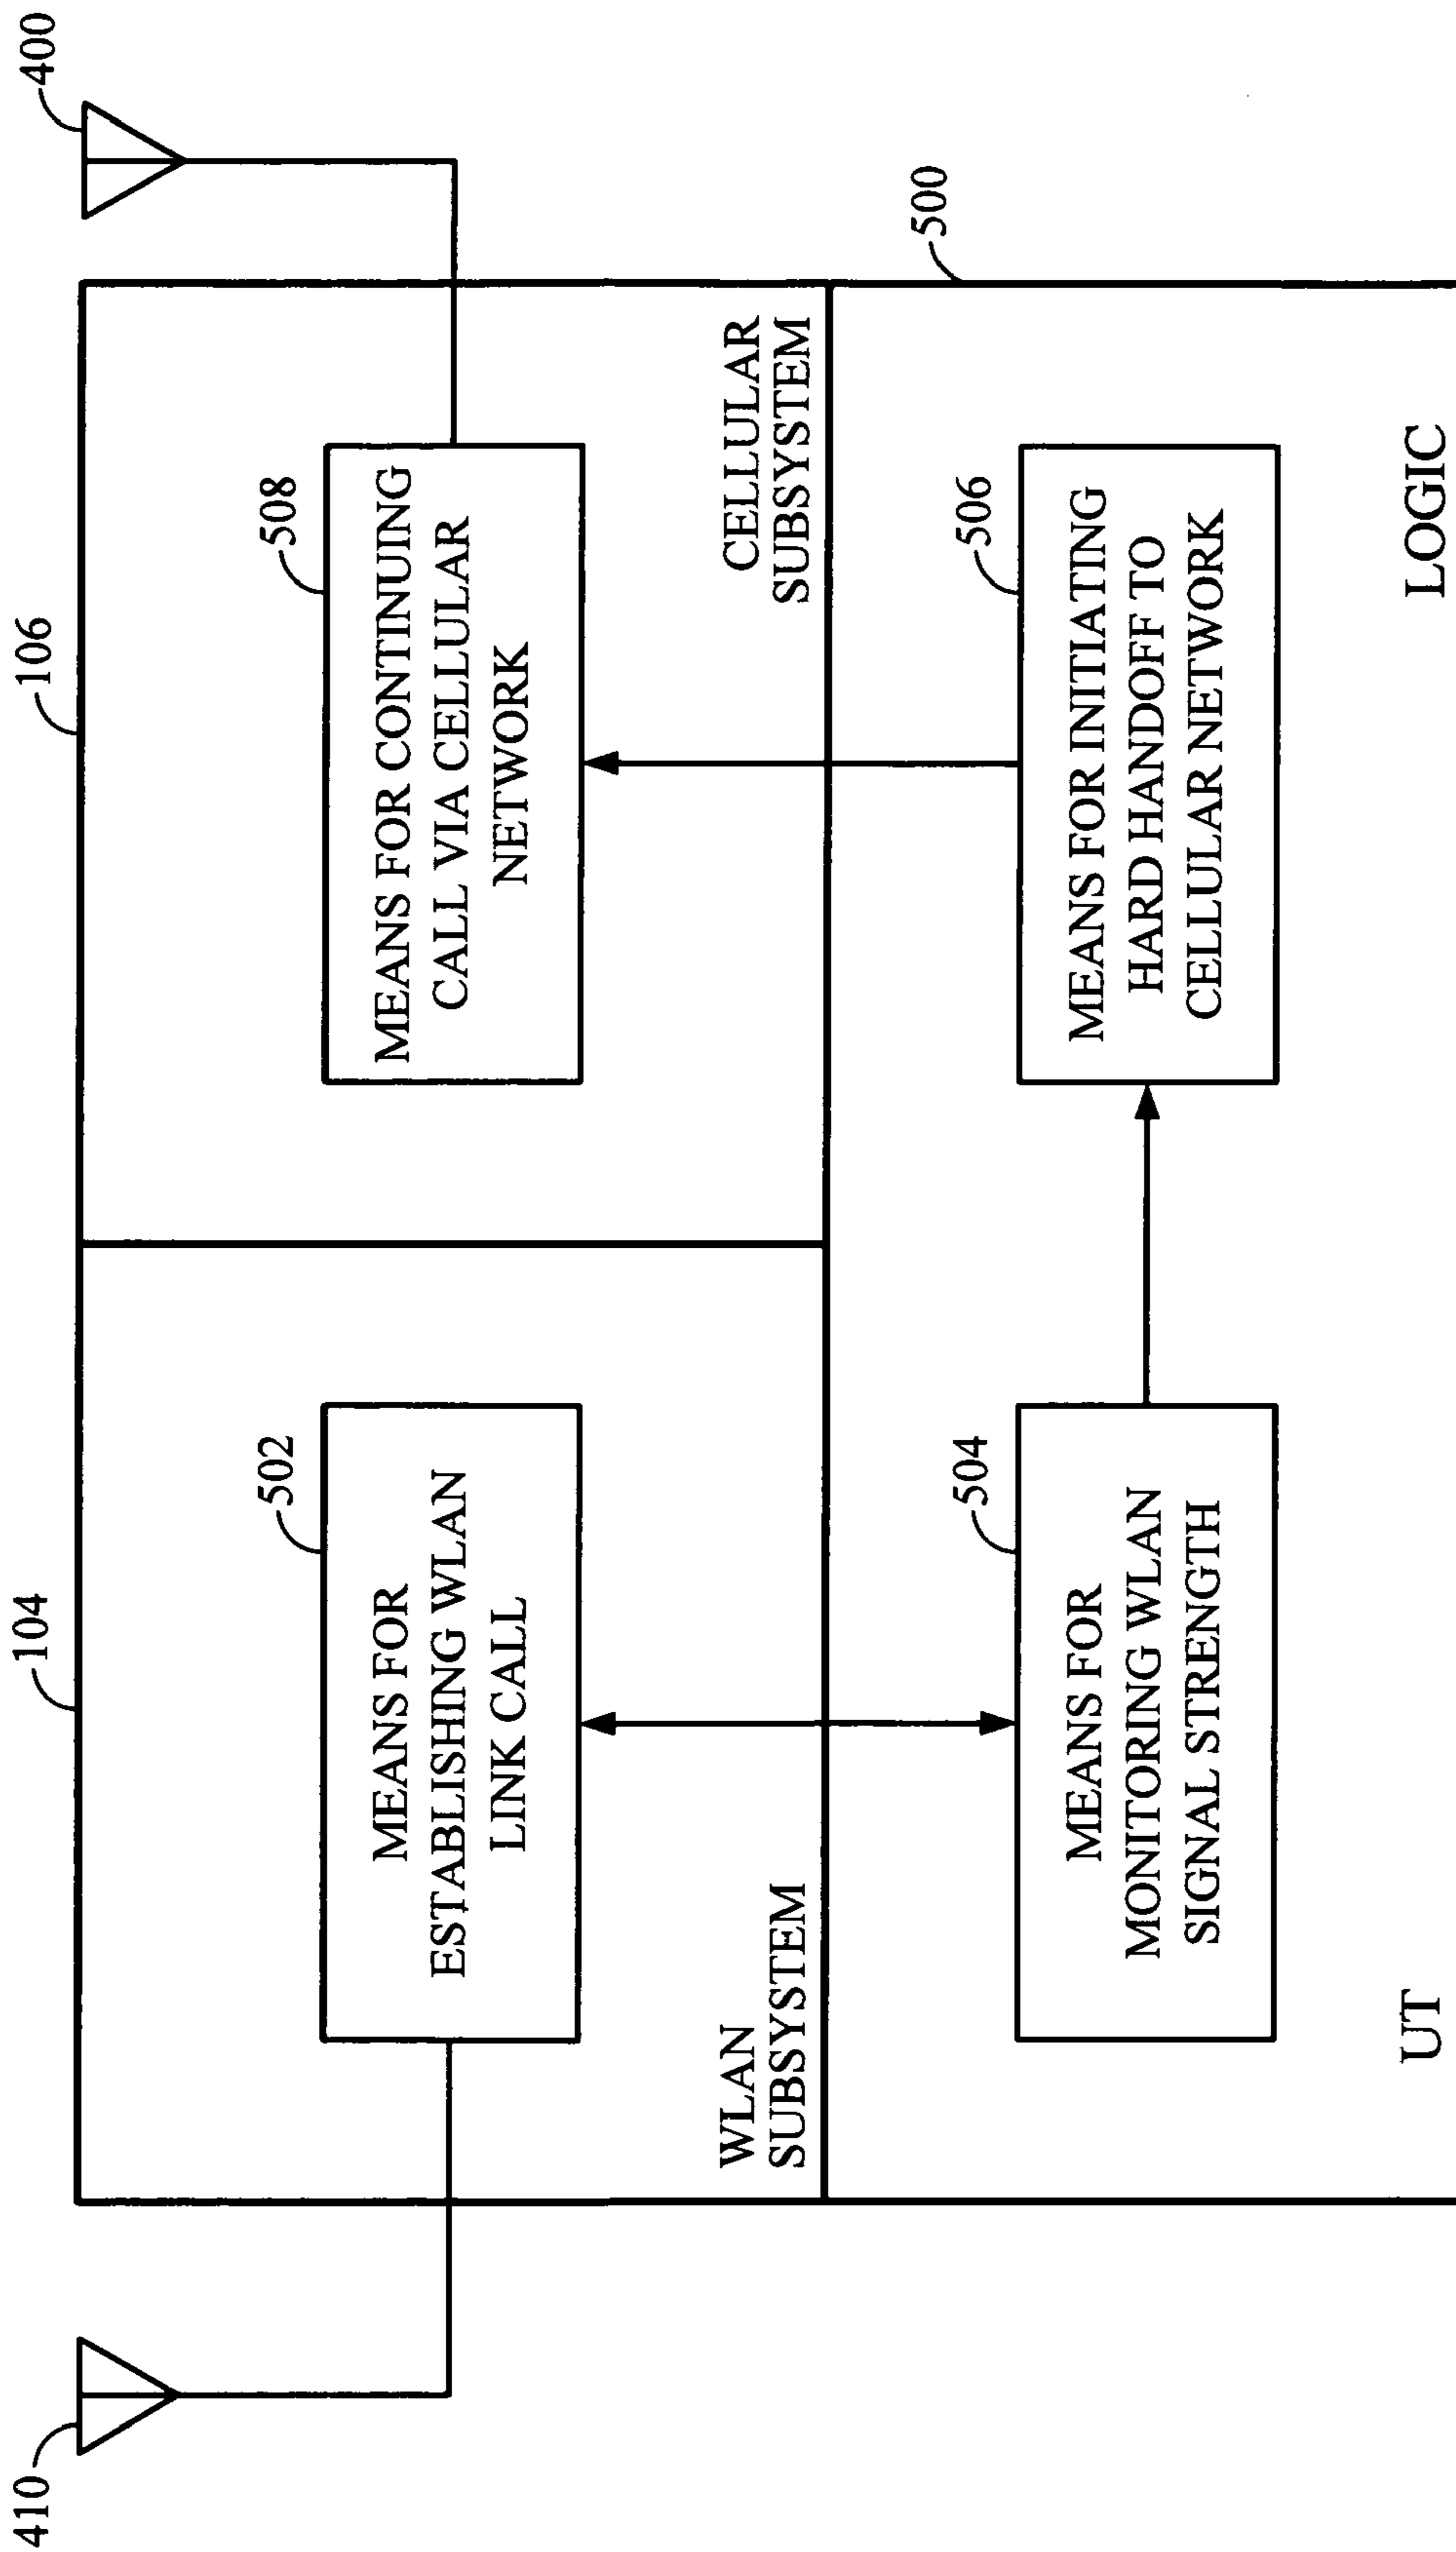 410
104
106
400
502
MEANS FOR
ESTABLISHING WLAN
LINK CALL
508
MEANS FOR CONTINUING
CALL VIA CELLULAR
NETWORK
WLAN
SUBSYSTEM
CELLULAR
SUBSYSTEM
500
504
MEANS FOR
MONITORING WLAN
SIGNAL STRENGTH
506
MEANS FOR INITIATING
HARD HANDOFF TO
CELLULAR NETWORK
UT
LOGIC